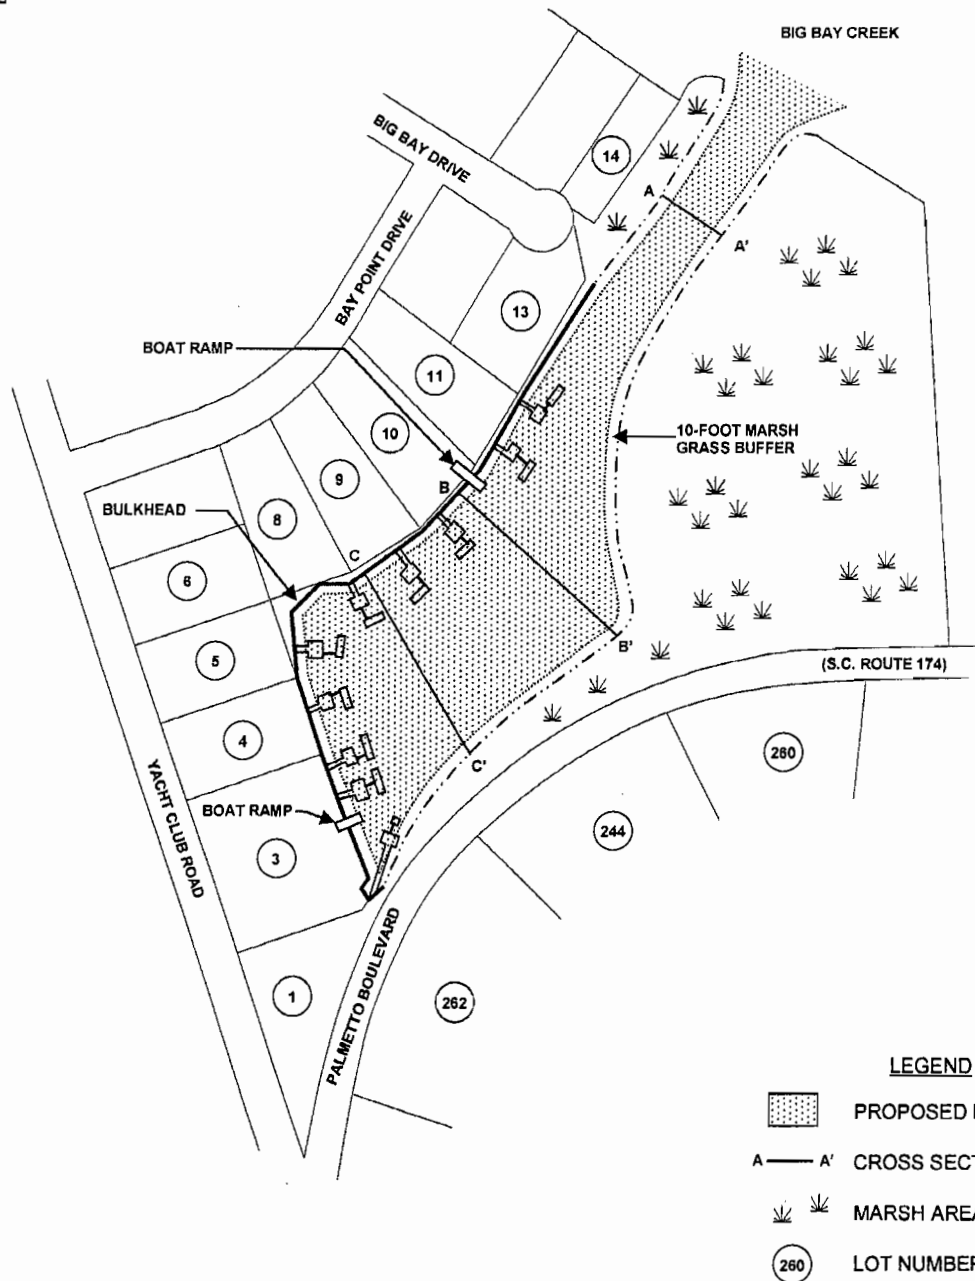 BIG BAY CREEK
BIG BAY DRIVE
14
A
A'
BAY POINT DRIVE
13
BOAT RAMP
11
10-FOOT MARSH
GRASS BUFFER
10
9
B
BULKHEAD
8
C
6
5
B'
(S.C. ROUTE 174)
4
C'
260
YACHT CLUB ROAD
BOAT RAMP
244
3
PALMETTO BOULEVARD
1
262
LEGEND
PROPOSED
A A' CROSS SECT
MARSH AREA
260 LOT NUMBER